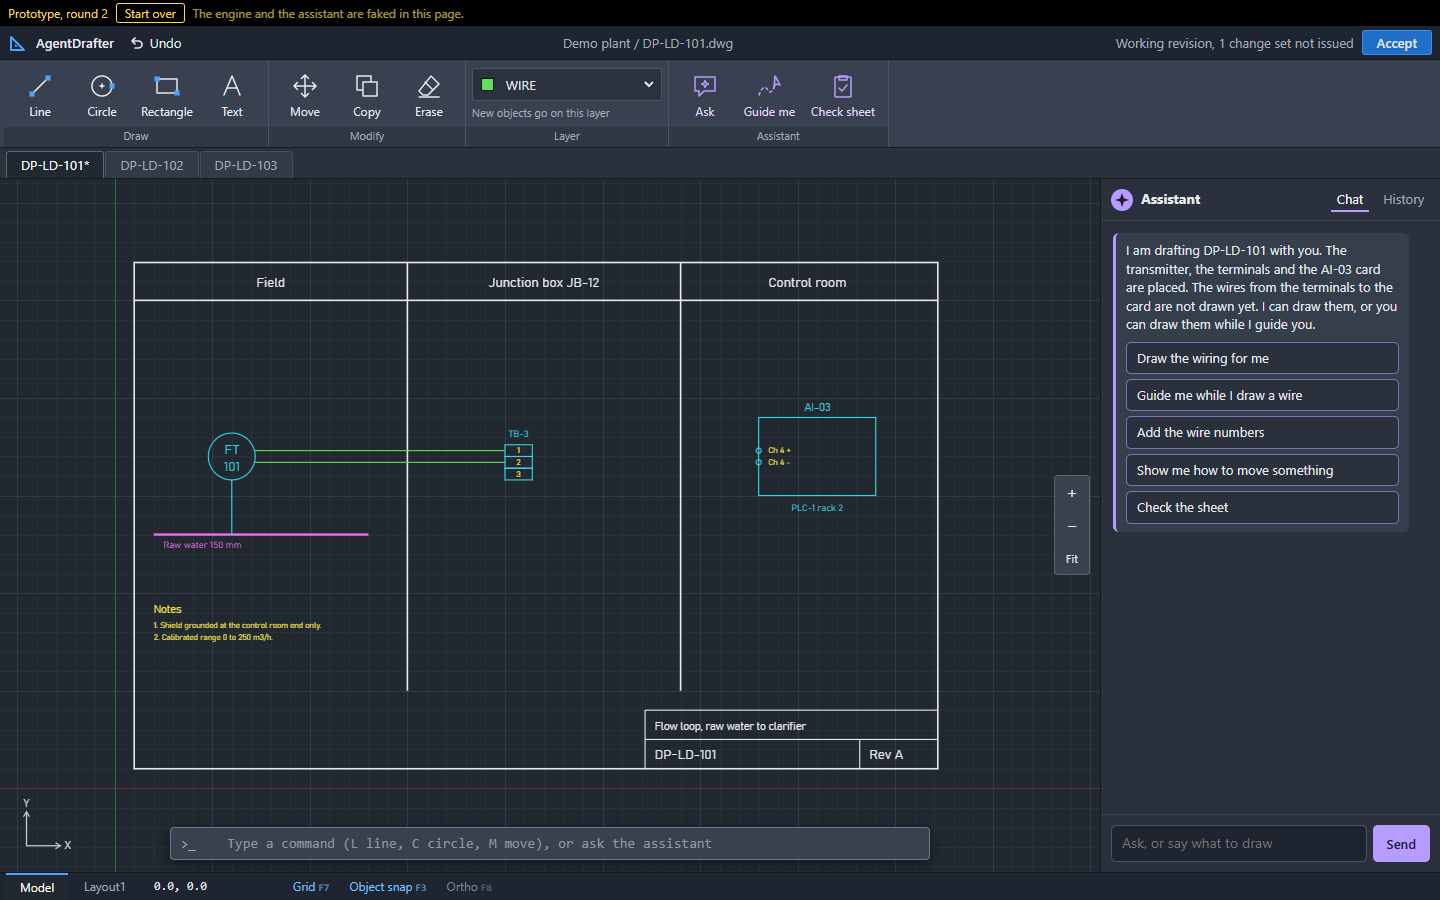 Prototype, round 2 Start over The engine and the assistant are faked in this page.
AgentDrafter Undo Demo plant / DP-LD-101.dwg Working revision, 1 change set not issued Accept
Line Circle Rectangle Text Move Copy Erase WIRE Ask Guide me Check sheet
New objects go on this layer
Draw Modify Layer Assistant
DP-LD-101* DP-LD-102 DP-LD-103
Field Junction box JB-12 Control room
FT
101
TB-3
1
2
3
AI-03
Ch 4 +
Ch 4 -
PLC-1 rack 2
Raw water 150 mm
Notes
1. Shield grounded at the control room end only.
2. Calibrated range 0 to 250 m3/h.
Flow loop, raw water to clarifier
DP-LD-101 Rev A
+
−
Fit
Y
X
>_ Type a command (L line, C circle, M move), or ask the assistant
Assistant Chat History
I am drafting DP-LD-101 with you. The
transmitter, the terminals and the AI-03 card
are placed. The wires from the terminals to the
card are not drawn yet. I can draw them, or you
can draw them while I guide you.
Draw the wiring for me
Guide me while I draw a wire
Add the wire numbers
Show me how to move something
Check the sheet
Ask, or say what to draw Send
Model Layout1 0.0, 0.0 Grid F7 Object snap F3 Ortho F8